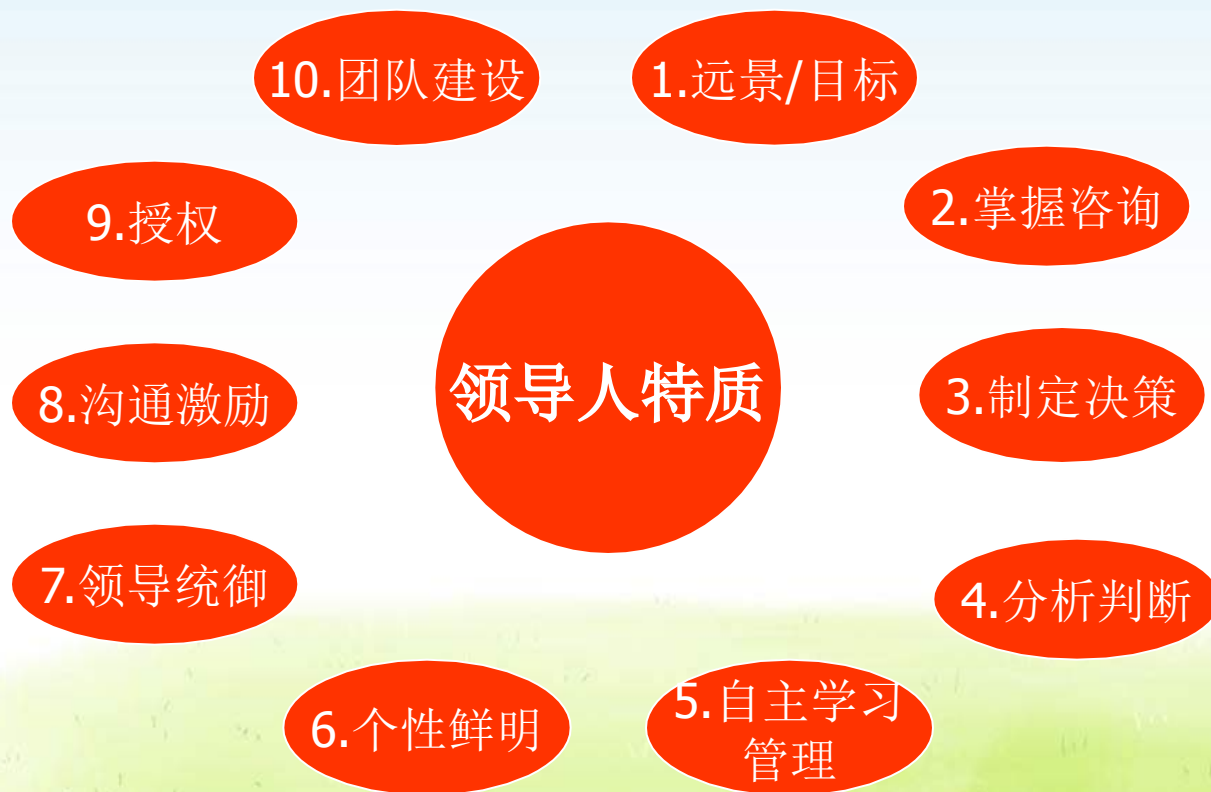 10.团队建设
1.远景/目标
9.授权
2.掌握咨询
领导人特质
8.沟通激励
3.制定决策
7.领导统御
4.分析判断
6.个性鲜明
5.自主学习
管理